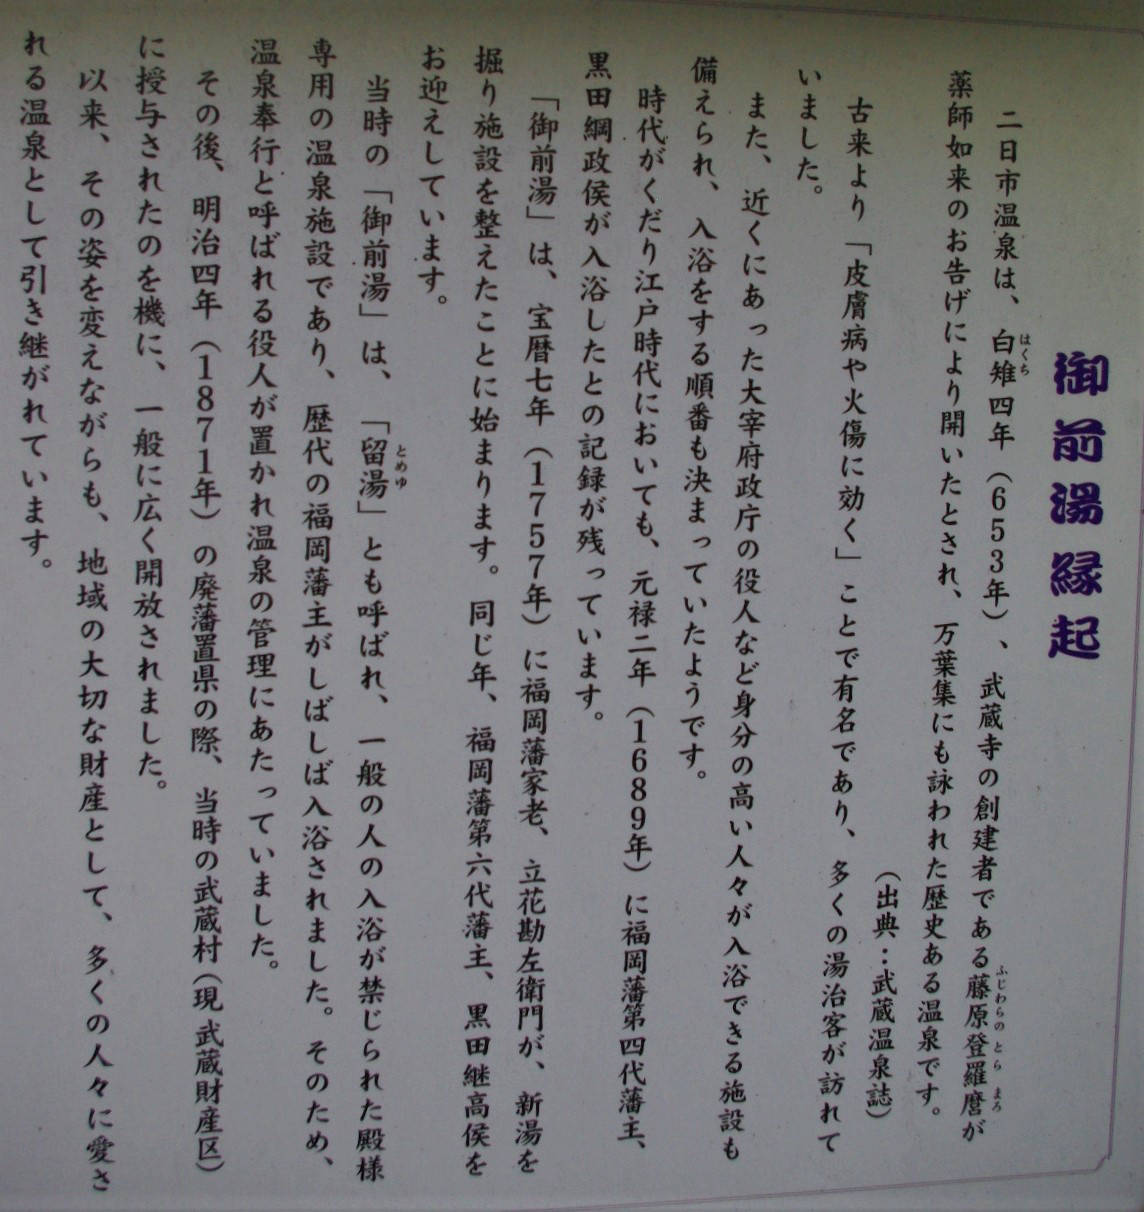 御前湯縁起
二日市温泉は、白雉四年（653年）、武蔵寺の創建者である藤原登羅麿が
はくち
ふじわらの とら まろ
薬師如来のお告げにより開いたとされ、万葉集にも詠われた歴史ある温泉です。
（出典：武蔵温泉誌）
古来より「皮膚病や火傷に効く」ことで有名であり、多くの湯治客が訪れて
いました。
また、近くにあった大宰府政庁の役人など身分の高い人々が入浴できる施設も
備えられ、入浴をする順番も決まっていたようです。
時代がくだり江戸時代においても、元禄二年（1689年）に福岡藩第四代藩主、
黒田綱政侯が入浴したとの記録が残っています。
「御前湯」は、宝暦七年（1757年）に福岡藩家老、立花勘左衛門が、新湯を
掘り施設を整えたことに始まります。同じ年、福岡藩第六代藩主、黒田継高侯を
お迎えしています。
当時の「御前湯」は、「留湯」とも呼ばれ、一般の人の入浴が禁じられた殿様
とめゆ
専用の温泉施設であり、歴代の福岡藩主がしばしば入浴されました。そのため、
温泉奉行と呼ばれる役人が置かれ温泉の管理にあたっていました。
その後、明治四年（1871年）の廃藩置県の際、当時の武蔵村（現 武蔵財産区）
に授与されたのを機に、一般に広く開放されました。
以来、その姿を変えながらも、地域の大切な財産として、多くの人々に愛さ
れる温泉として引き継がれています。